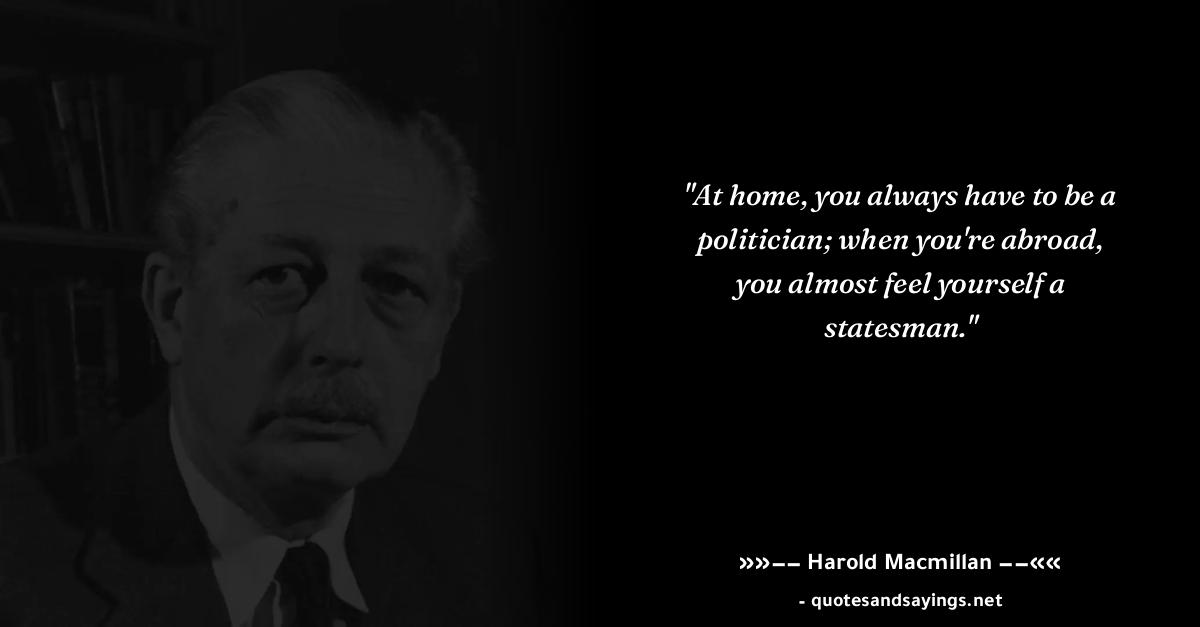 "At home, you always have to be a
politician; when you're abroad,
you almost feel yourself a
statesman."
»»–– Harold Macmillan ––««
- quotesandsayings.net